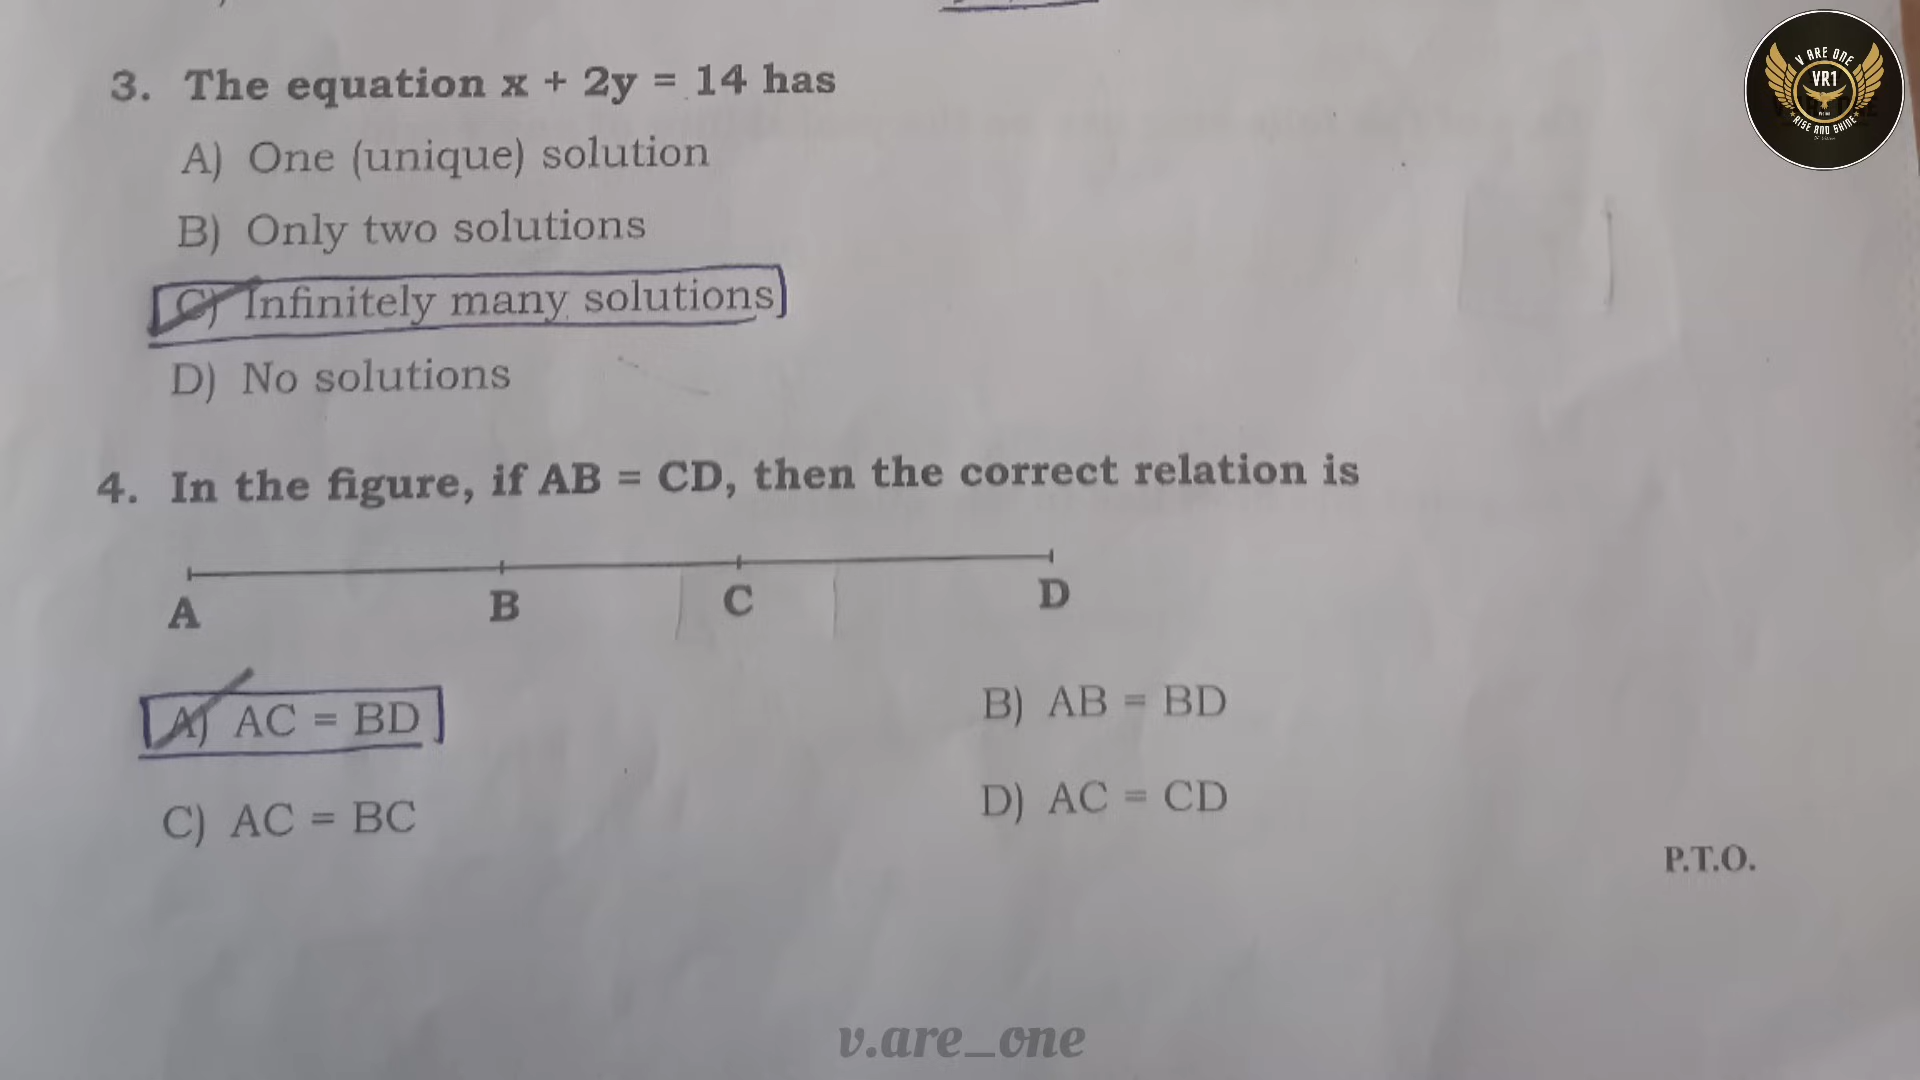 V ARE ONE
VR1
RISE AND SHINE
3. The equation x + 2y = 14 has
A) One (unique) solution
B) Only two solutions
C) Infinitely many solutions
D) No solutions
4. In the figure, if AB = CD, then the correct relation is
A B C D
A) AC = BD B) AB = BD
C) AC = BC D) AC = CD
P.T.O.
v.are_one